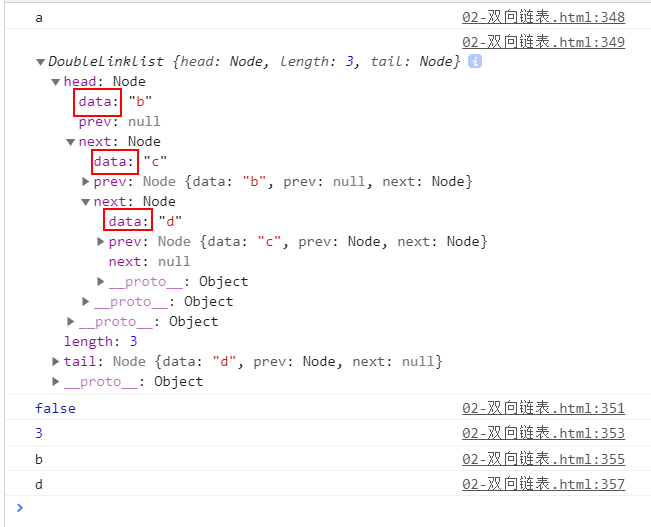 a 02-双向链表.html:348
02-双向链表.html:349
▼DoubleLinklist {head: Node, length: 3, tail: Node} i
▼head: Node
data: "b"
prev: null
▼next: Node
data: "c"
▶prev: Node {data: "b", prev: null, next: Node}
▼next: Node
data: "d"
▶prev: Node {data: "c", prev: Node, next: Node}
next: null
▶__proto__: Object
▶__proto__: Object
▶__proto__: Object
length: 3
▶tail: Node {data: "d", prev: Node, next: null}
▶__proto__: Object
false 02-双向链表.html:351
3 02-双向链表.html:353
b 02-双向链表.html:355
d 02-双向链表.html:357
>